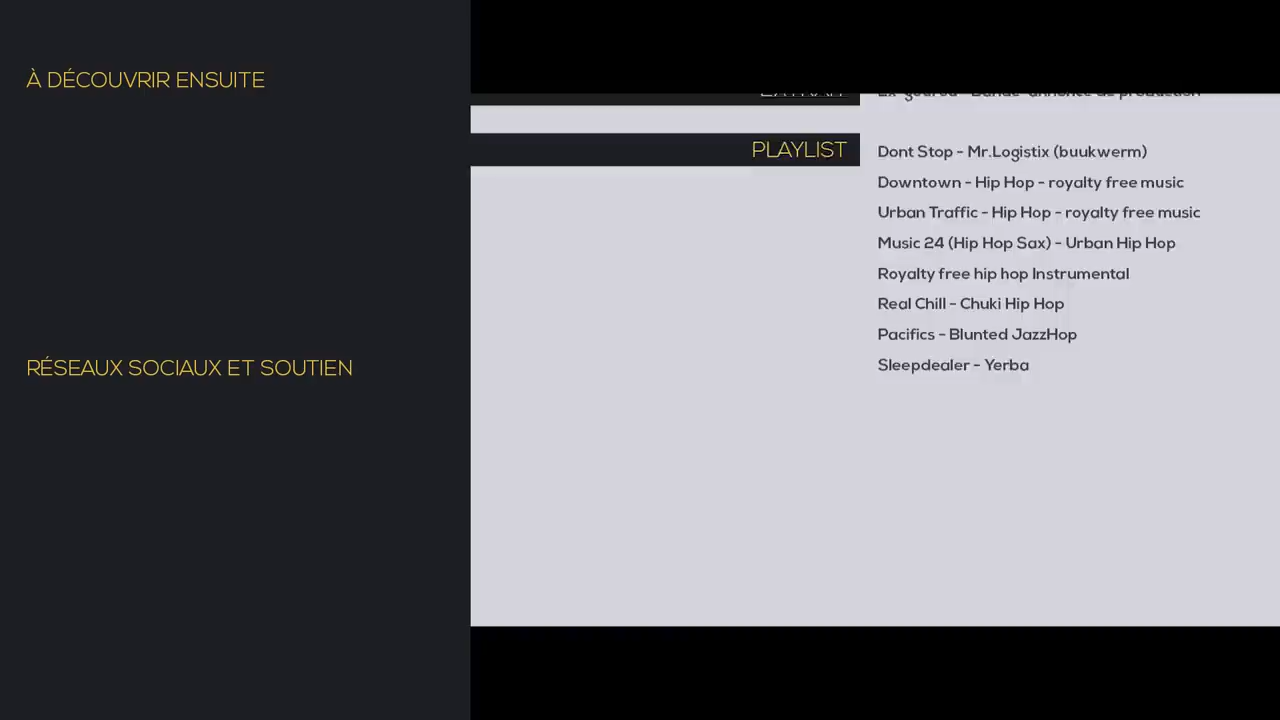 À DÉCOUVRIR ENSUITE
RÉSEAUX SOCIAUX ET SOUTIEN
PLAYLIST
Dont Stop - Mr.Logistix (buukwerm)
Downtown - Hip Hop - royalty free music
Urban Traffic - Hip Hop - royalty free music
Music 24 (Hip Hop Sax) - Urban Hip Hop
Royalty free hip hop Instrumental
Real Chill - Chuki Hip Hop
Pacifics - Blunted JazzHop
Sleepdealer - Yerba